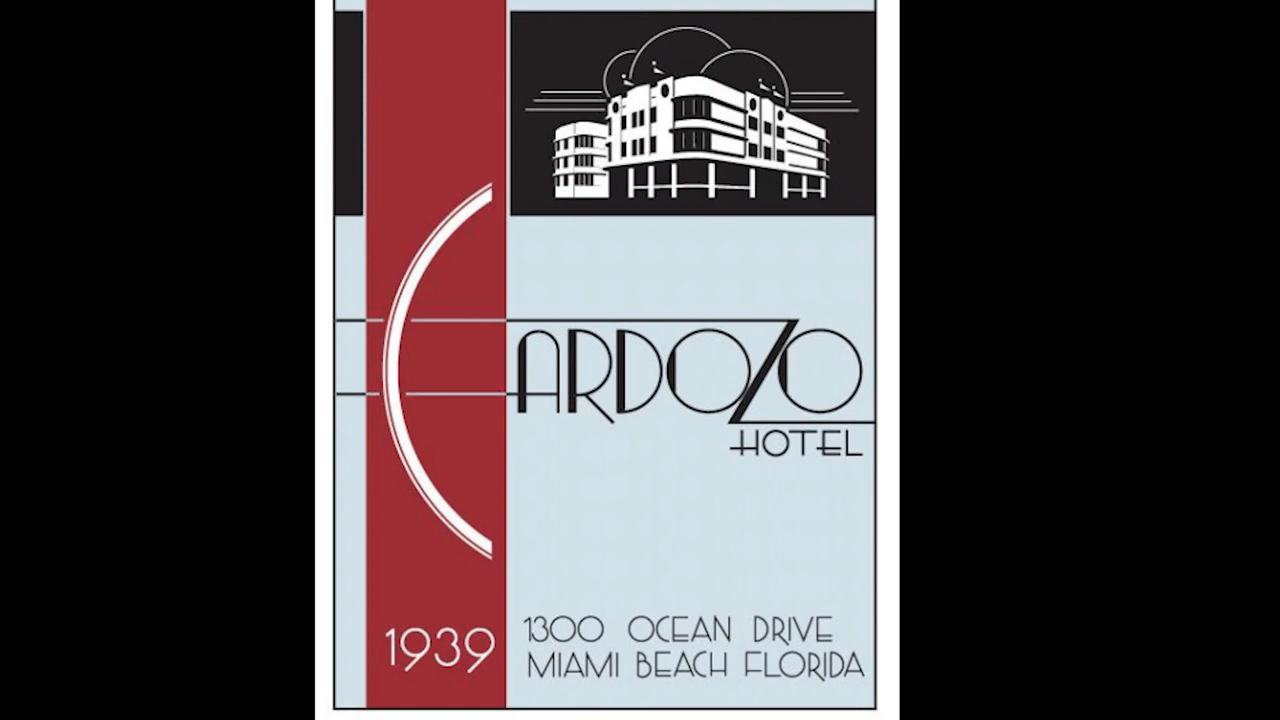 CARDOZO
HOTEL
1939
1300 OCEAN DRIVE
MIAMI BEACH FLORIDA